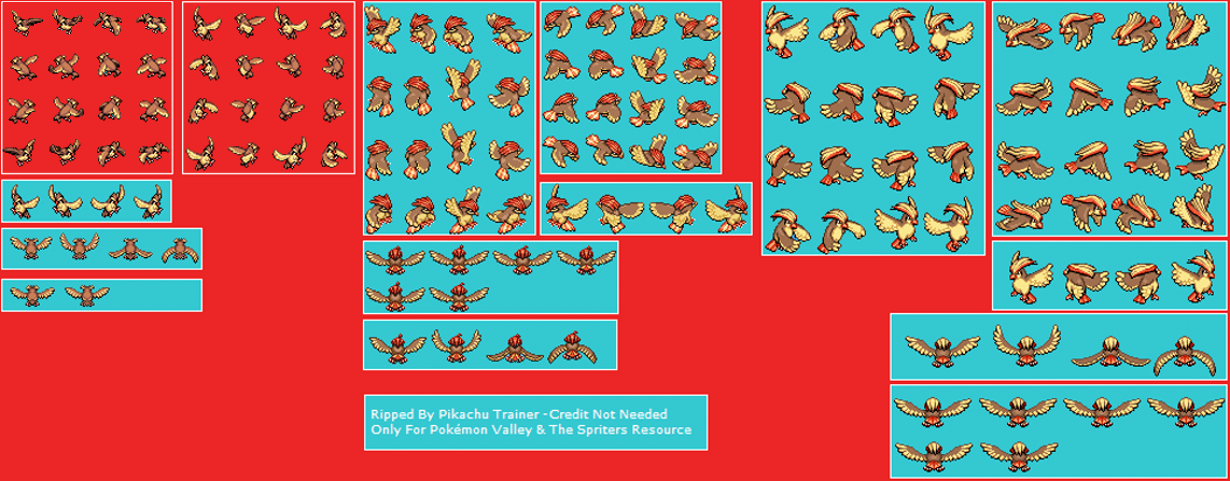 Ripped By Pikachu Trainer -Credit Not Needed
Only For Pokémon Valley & The Spriters Resource